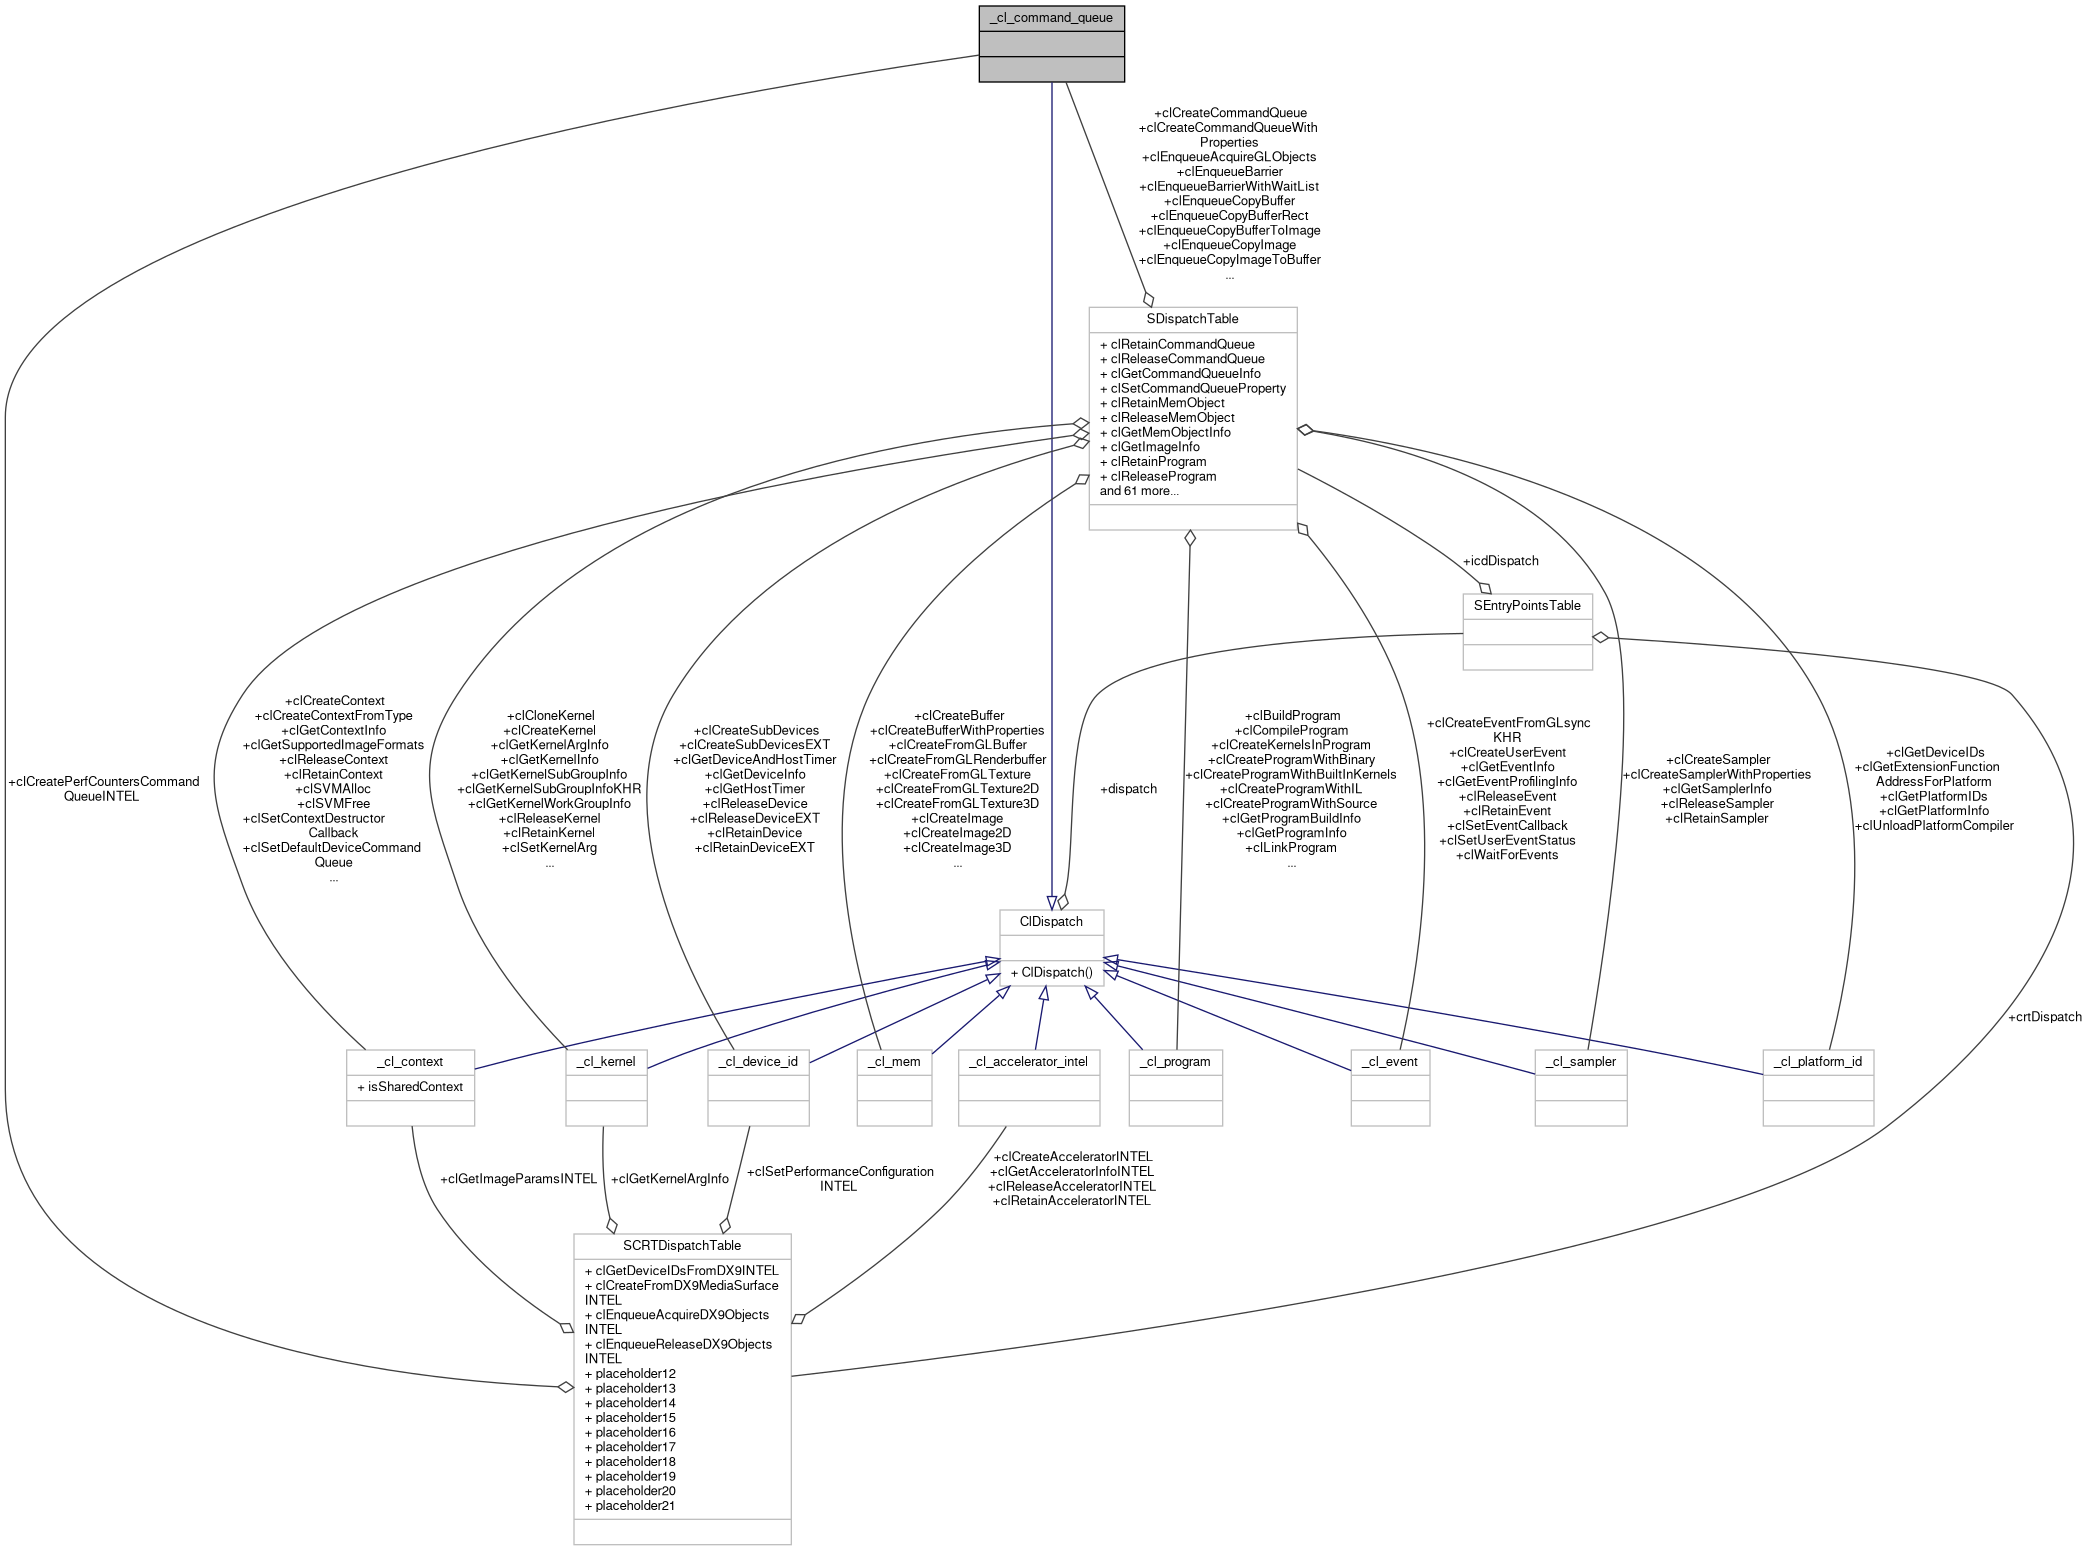 _cl_command_queue
+clCreateCommandQueue
+clCreateCommandQueueWith
Properties
+clEnqueueAcquireGLObjects
+clEnqueueBarrier
+clEnqueueBarrierWithWaitList
+clEnqueueCopyBuffer
+clEnqueueCopyBufferRect
+clEnqueueCopyBufferToImage
+clEnqueueCopyImage
+clEnqueueCopyImageToBuffer
...
SDispatchTable
+ clRetainCommandQueue
+ clReleaseCommandQueue
+ clGetCommandQueueInfo
+ clSetCommandQueueProperty
+ clRetainMemObject
+ clReleaseMemObject
+ clGetMemObjectInfo
+ clGetImageInfo
+ clRetainProgram
+ clReleaseProgram
and 61 more...
+icdDispatch
SEntryPointsTable
+clCreatePerfCountersCommand
QueueINTEL
+clCreateContext
+clCreateContextFromType
+clGetContextInfo
+clGetSupportedImageFormats
+clReleaseContext
+clRetainContext
+clSVMAlloc
+clSVMFree
+clSetContextDestructor
Callback
+clSetDefaultDeviceCommand
Queue
...
+clCloneKernel
+clCreateKernel
+clGetKernelArgInfo
+clGetKernelInfo
+clGetKernelSubGroupInfo
+clGetKernelSubGroupInfoKHR
+clGetKernelWorkGroupInfo
+clReleaseKernel
+clRetainKernel
+clSetKernelArg
...
+clCreateSubDevices
+clCreateSubDevicesEXT
+clGetDeviceAndHostTimer
+clGetDeviceInfo
+clGetHostTimer
+clReleaseDevice
+clReleaseDeviceEXT
+clRetainDevice
+clRetainDeviceEXT
+clCreateBuffer
+clCreateBufferWithProperties
+clCreateFromGLBuffer
+clCreateFromGLRenderbuffer
+clCreateFromGLTexture
+clCreateFromGLTexture2D
+clCreateFromGLTexture3D
+clCreateImage
+clCreateImage2D
+clCreateImage3D
...
+dispatch
+clBuildProgram
+clCompileProgram
+clCreateKernelsInProgram
+clCreateProgramWithBinary
+clCreateProgramWithBuiltInKernels
+clCreateProgramWithIL
+clCreateProgramWithSource
+clGetProgramBuildInfo
+clGetProgramInfo
+clLinkProgram
...
+clCreateEventFromGLsync
KHR
+clCreateUserEvent
+clGetEventInfo
+clGetEventProfilingInfo
+clReleaseEvent
+clRetainEvent
+clSetEventCallback
+clSetUserEventStatus
+clWaitForEvents
+clCreateSampler
+clCreateSamplerWithProperties
+clGetSamplerInfo
+clReleaseSampler
+clRetainSampler
+clGetDeviceIDs
+clGetExtensionFunction
AddressForPlatform
+clGetPlatformIDs
+clGetPlatformInfo
+clUnloadPlatformCompiler
ClDispatch
+ ClDispatch()
+crtDispatch
_cl_context
+ isSharedContext
_cl_kernel
_cl_device_id
_cl_mem
_cl_accelerator_intel
_cl_program
_cl_event
_cl_sampler
_cl_platform_id
+clGetImageParamsINTEL
+clGetKernelArgInfo
+clSetPerformanceConfiguration
INTEL
+clCreateAcceleratorINTEL
+clGetAcceleratorInfoINTEL
+clReleaseAcceleratorINTEL
+clRetainAcceleratorINTEL
SCRTDispatchTable
+ clGetDeviceIDsFromDX9INTEL
+ clCreateFromDX9MediaSurface
INTEL
+ clEnqueueAcquireDX9Objects
INTEL
+ clEnqueueReleaseDX9Objects
INTEL
+ placeholder12
+ placeholder13
+ placeholder14
+ placeholder15
+ placeholder16
+ placeholder17
+ placeholder18
+ placeholder19
+ placeholder20
+ placeholder21